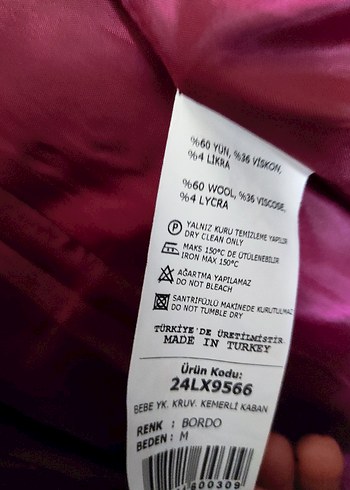 %60 YÜN, %36 VİSKON,
%4 LİKRA
%60 WOOL, %36 VISCOSE,
%4 LYCRA
P YALNIZ KURU TEMİZLEME YAPILIR
DRY CLEAN ONLY
MAKS 150°C DE ÜTÜLENEBİLİR
IRON MAX 150°C
AĞARTMA YAPILAMAZ
DO NOT BLEACH
SANTRİFÜJLÜ MAKİNEDE KURUTULMAZ
DO NOT TUMBLE DRY
TÜRKİYE'DE ÜRETİLMİŞTİR
MADE IN TURKEY
Ürün Kodu:
24LX9566
BEBE YK. KRUV. KEMERLİ KABAN
RENK : BORDO
BEDEN : M